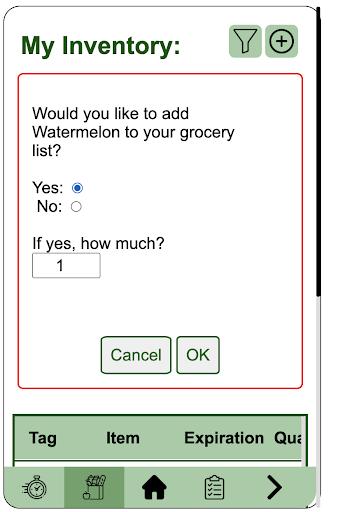 My Inventory:
Would you like to add
Watermelon to your grocery
list?
Yes:
No:
If yes, how much?
1
Cancel OK
Tag Item Expiration Qua